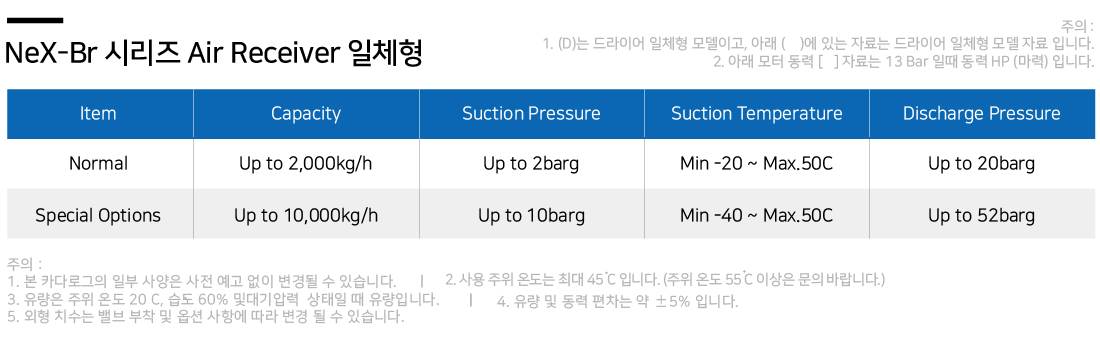 NeX-Br 시리즈 Air Receiver 일체형
주의 :
1. (D)는 드라이어 일체형 모델이고, 아래 (    )에 있는 자료는 드라이어 일체형 모델 자료 입니다.
2. 아래 모터 동력 [    ] 자료는 13 Bar 일때 동력 HP (마력) 입니다.
Item Capacity Suction Pressure Suction Temperature Discharge Pressure
Normal Up to 2,000kg/h Up to 2barg Min -20 ~ Max.50C Up to 20barg
Special Options Up to 10,000kg/h Up to 10barg Min -40 ~ Max.50C Up to 52barg
주의 :
1. 본 카다로그의 일부 사양은 사전 예고 없이 변경될 수 있습니다. | 2. 사용 주위 온도는 최대 45°C 입니다. (주위 온도 55°C 이상은 문의 바랍니다.)
3. 유량은 주위 온도 20 C, 습도 60% 및대기압력 상태일 때 유량입니다. | 4. 유량 및 동력 편차는 약 ±5% 입니다.
5. 외형 치수는 밸브 부착 및 옵션 사항에 따라 변경 될 수 있습니다.